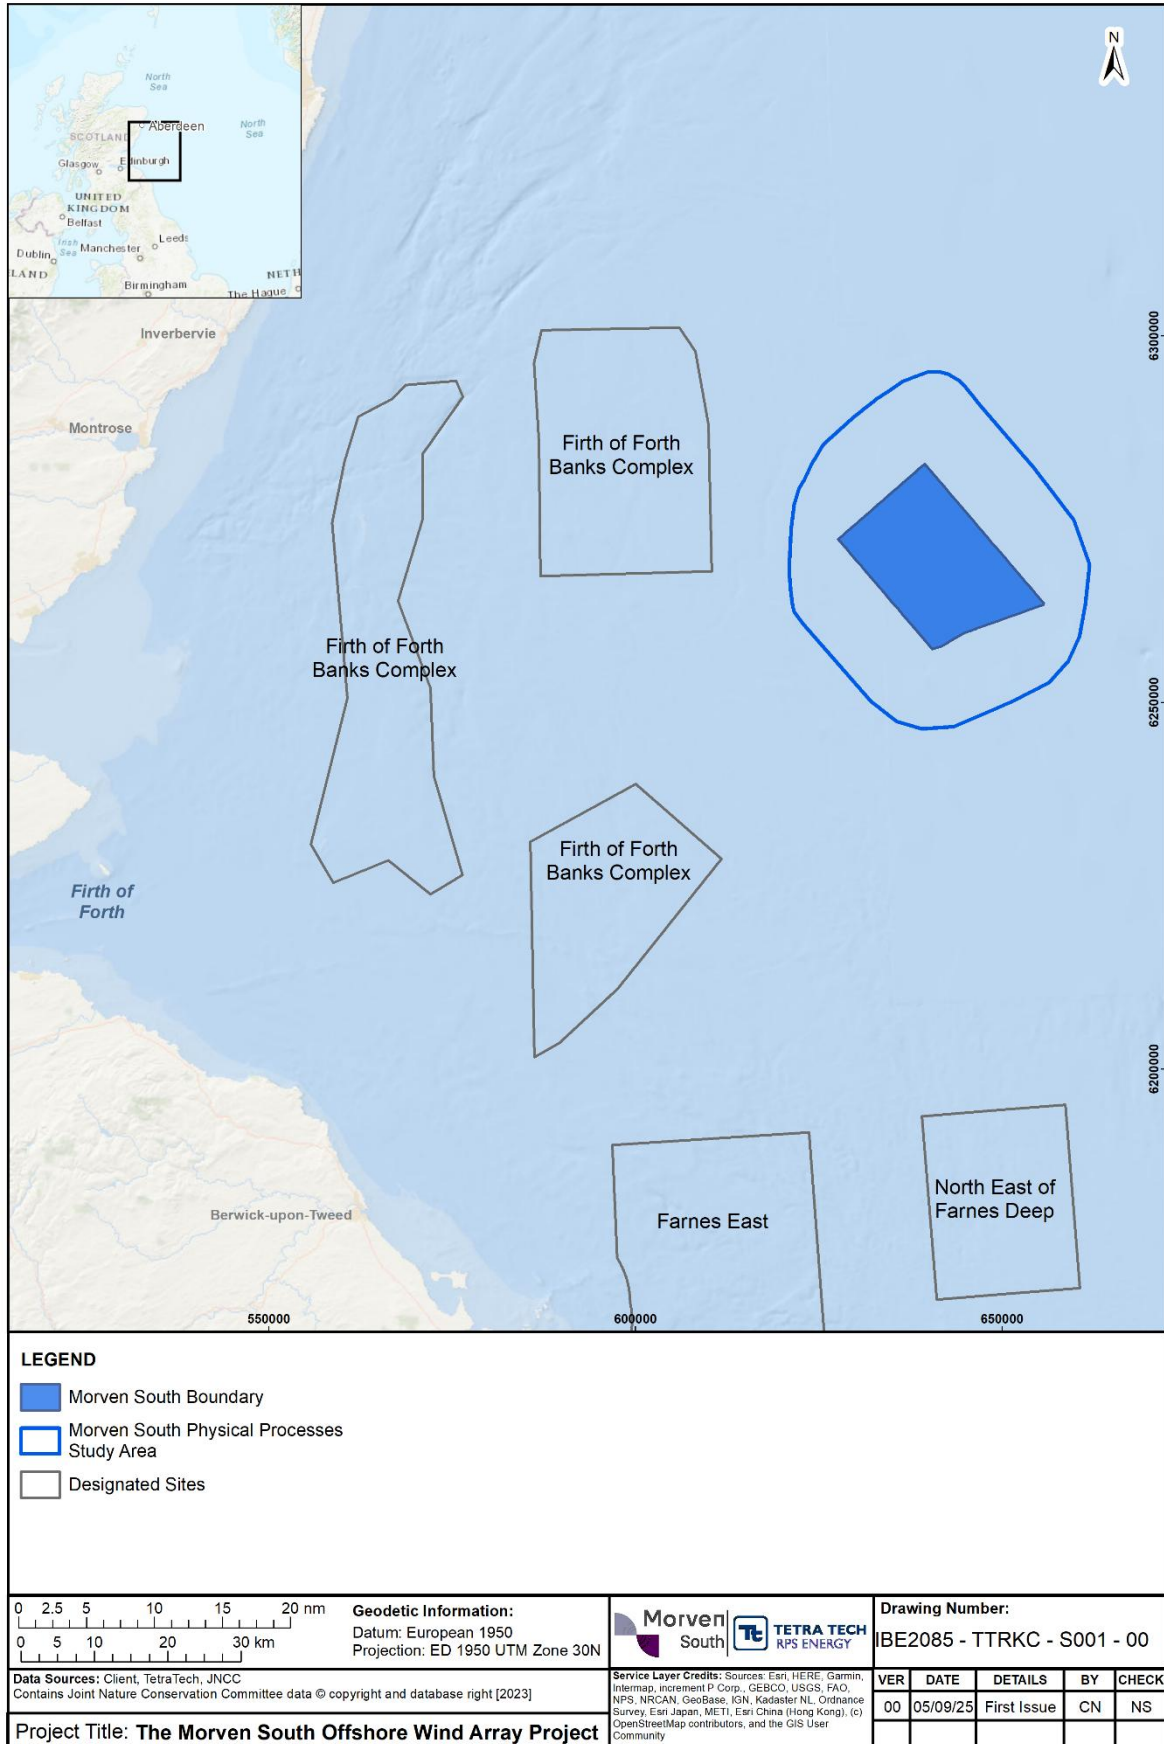 N
North
Sea
Aberdeen
North
Sea
SCOTLAND
Glasgow
Edinburgh
UNITED
KINGDOM
Belfast
Irish
Sea
Leeds
Dublin
Manchester
LAND
NETH
Birmingham
The Hague
Inverbervie
6300000
Montrose
Firth of Forth
Banks Complex
Firth of Forth
Banks Complex
6250000
Firth of Forth
Banks Complex
Firth of
Forth
6200000
North East of
Farnes Deep
Berwick-upon-Tweed
Farnes East
550000
600000
650000
LEGEND
Morven South Boundary
Morven South Physical Processes
Study Area
Designated Sites
0 2.5 5 10 15 20 nm
0 5 10 20 30 km
Geodetic Information:
Datum: European 1950
Projection: ED 1950 UTM Zone 30N
Morven
South
Tt
TETRA TECH
RPS ENERGY
Drawing Number:
IBE2085 - TTRKC - S001 - 00
Data Sources: Client, TetraTech, JNCC
Contains Joint Nature Conservation Committee data © copyright and database right [2023]
Service Layer Credits: Sources: Esri, HERE, Garmin,
Intermap, increment P Corp., GEBCO, USGS, FAO,
NPS, NRCAN, GeoBase, IGN, Kadaster NL, Ordnance
Survey, Esri Japan, METI, Esri China (Hong Kong), (c)
OpenStreetMap contributors, and the GIS User
Community
VER DATE DETAILS BY CHECK
00 05/09/25 First Issue CN NS
Project Title: The Morven South Offshore Wind Array Project